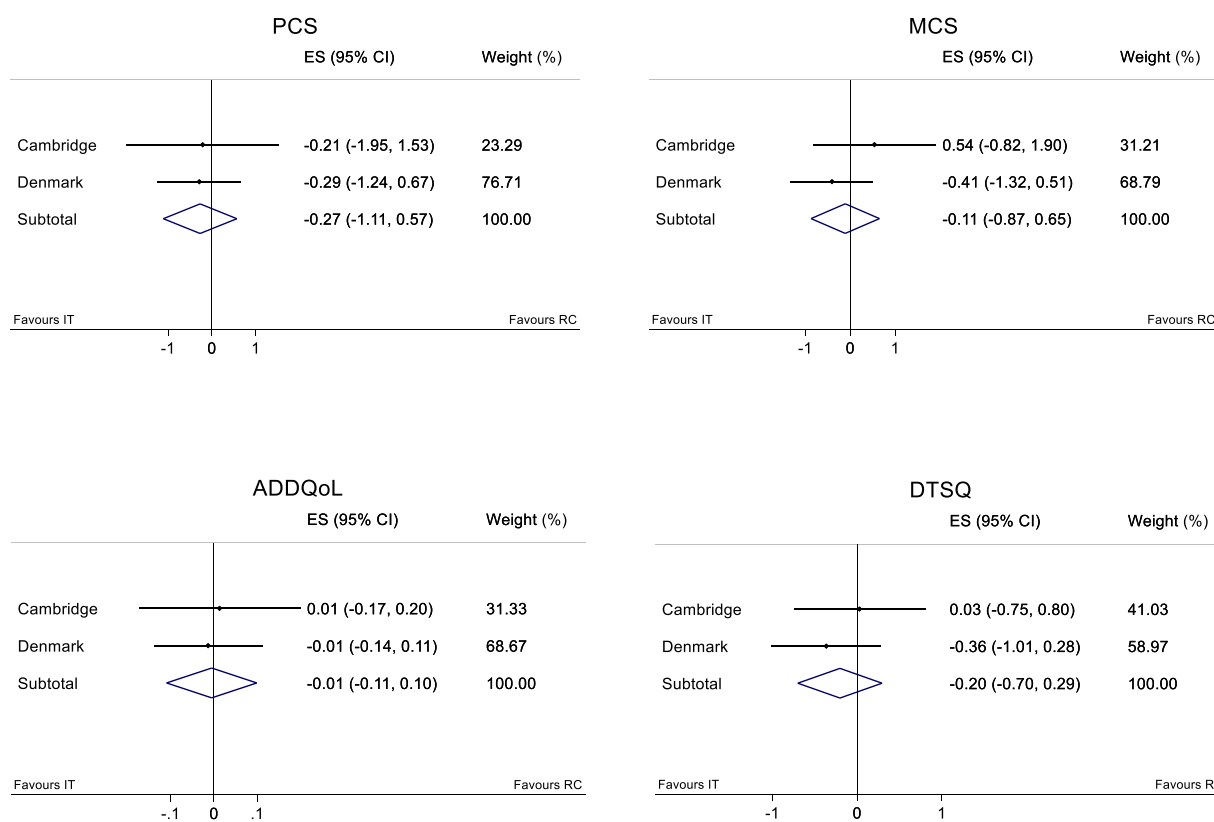 PCS
ES (95% CI) Weight (%)
Cambridge -0.21 (-1.95, 1.53) 23.29
Denmark -0.29 (-1.24, 0.67) 76.71
Subtotal -0.27 (-1.11, 0.57) 100.00
Favours IT Favours RC
-1 0 1
MCS
ES (95% CI) Weight (%)
Cambridge 0.54 (-0.82, 1.90) 31.21
Denmark -0.41 (-1.32, 0.51) 68.79
Subtotal -0.11 (-0.87, 0.65) 100.00
Favours IT Favours RC
-1 0 1
ADDQoL
ES (95% CI) Weight (%)
Cambridge 0.01 (-0.17, 0.20) 31.33
Denmark -0.01 (-0.14, 0.11) 68.67
Subtotal -0.01 (-0.11, 0.10) 100.00
Favours IT Favours RC
-.1 0 .1
DTSQ
ES (95% CI) Weight (%)
Cambridge 0.03 (-0.75, 0.80) 41.03
Denmark -0.36 (-1.01, 0.28) 58.97
Subtotal -0.20 (-0.70, 0.29) 100.00
Favours IT Favours R
-1 0 1